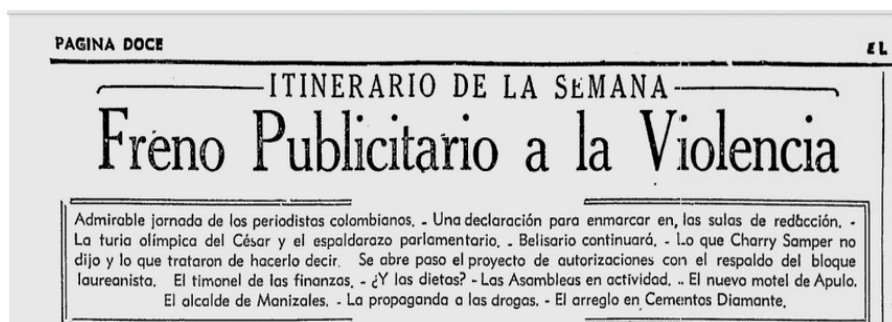 PAGINA DOCE
EL
ITINERARIO DE LA SEMANA
Freno Publicitario a la Violencia
Admirable jornada de los periodistas colombianos. - Una declaración para enmarcar en, las salas de redacción. -
La furia olímpica del César y el espaldarazo parlamentario. - Belisario continuará. - Lo que Charry Samper no
dijo y lo que trataron de hacerlo decir. Se abre paso el proyecto de autorizaciones con el respaldo del bloque
laureanista. El timonel de las finanzas. - ¿Y las dietas? - Las Asambleas en actividad. .. El nuevo motel de Apulo.
El alcalde de Manizales. - La propaganda a las drogas. - El arreglo en Cementos Diamante.